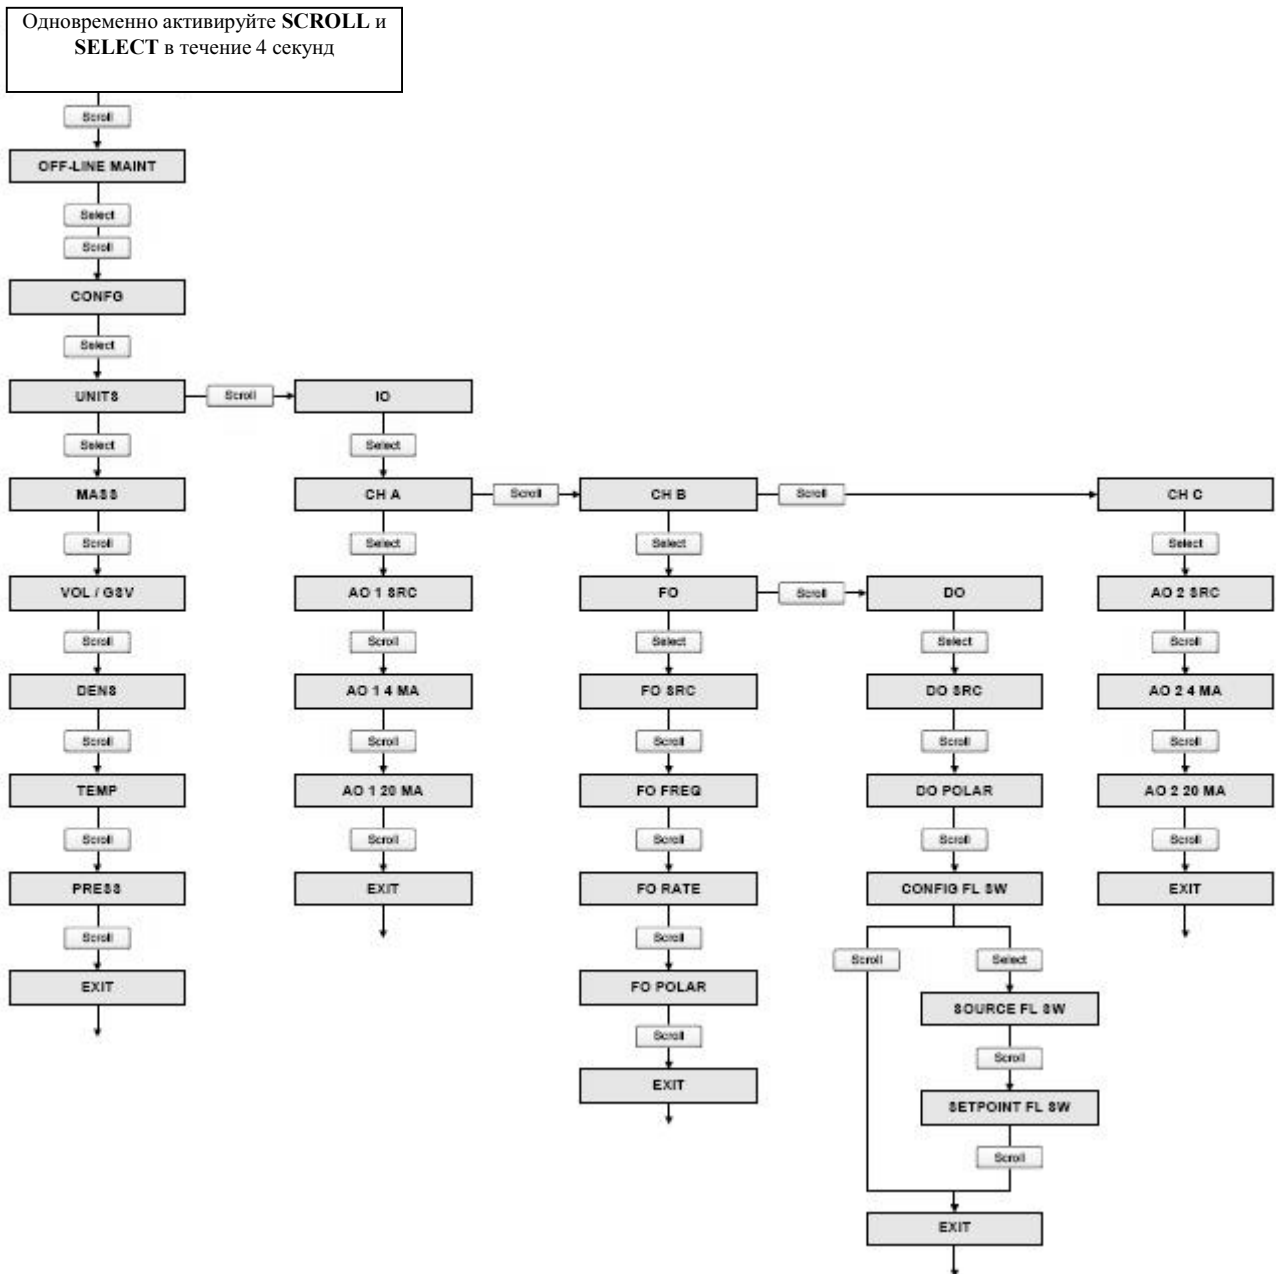 Одновременно активируйте SCROLL и
SELECT в течение 4 секунд
Scroll
OFF-LINE MAINT
Select
Scroll
CONFG
Select
UNITS
Scroll
IO
Select
Select
MASS
CH A
Scroll
CH B
Scroll
CH C
Scroll
Select
Select
Select
VOL / GSV
AO 1 SRC
FO
Scroll
DO
AO 2 SRC
Scroll
Scroll
Select
Select
Scroll
DENS
AO 1 4 MA
FO SRC
DO SRC
AO 2 4 MA
Scroll
Scroll
Scroll
Scroll
Scroll
TEMP
AO 1 20 MA
FO FREQ
DO POLAR
AO 2 20 MA
Scroll
Scroll
Scroll
Scroll
Scroll
PRESS
EXIT
FO RATE
CONFIG FL SW
EXIT
Scroll
Scroll
Scroll
Select
EXIT
FO POLAR
SOURCE FL SW
Scroll
Scroll
EXIT
SETPOINT FL SW
Scroll
EXIT